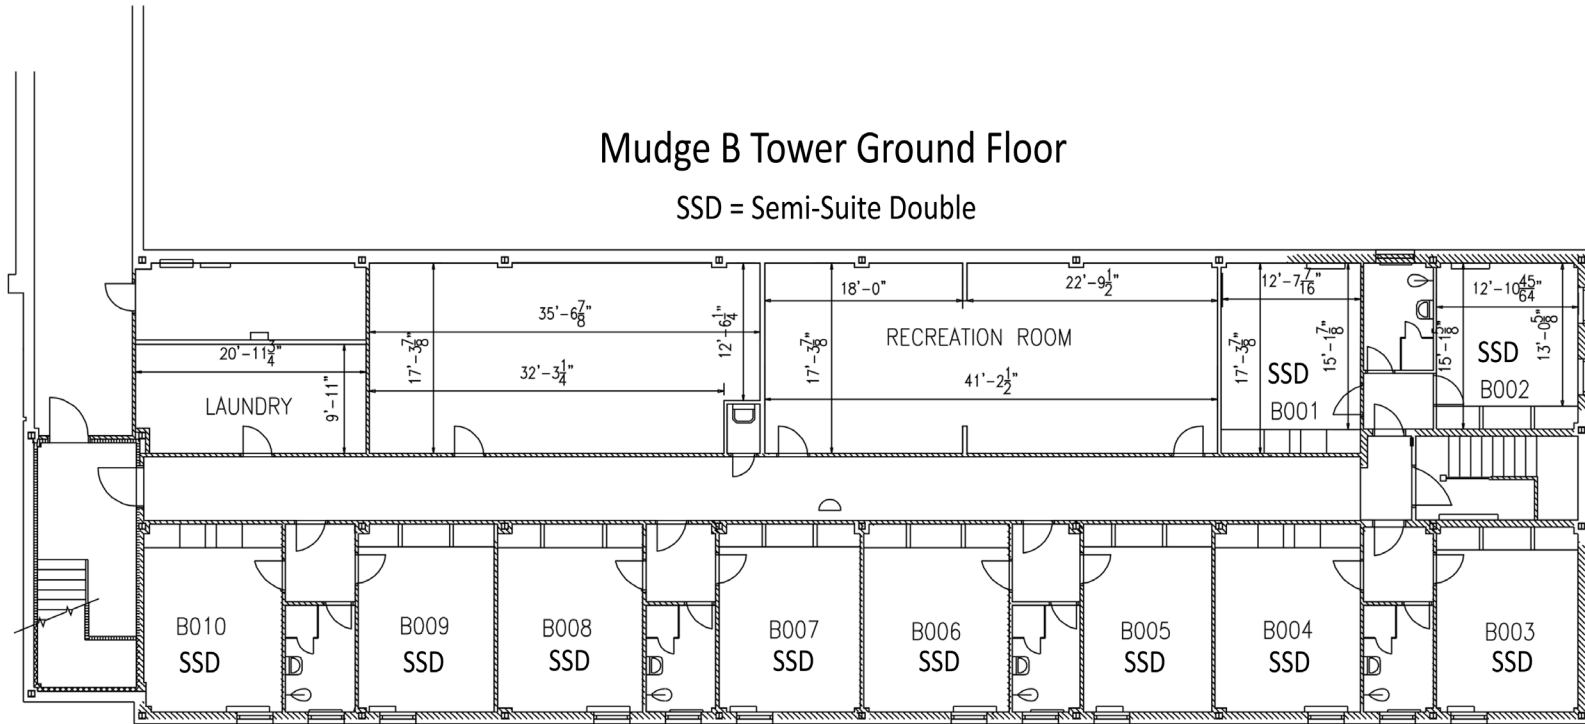 Mudge B Tower Ground Floor
SSD = Semi-Suite Double
20'-11 3/4"
9'-11"
LAUNDRY
17'-3 7/8"
35'-6 7/8"
32'-3 1/4"
12'-6 1/4"
18'-0"
22'-9 1/2"
17'-3 7/8"
RECREATION ROOM
41'-2 1/2"
12'-7 7/16"
17'-3 7/8"
15'-1 7/8"
SSD
B001
12'-10 45/64"
15'-1 5/8"
13'-0 5/8"
SSD
B002
B010
SSD
B009
SSD
B008
SSD
B007
SSD
B006
SSD
B005
SSD
B004
SSD
B003
SSD